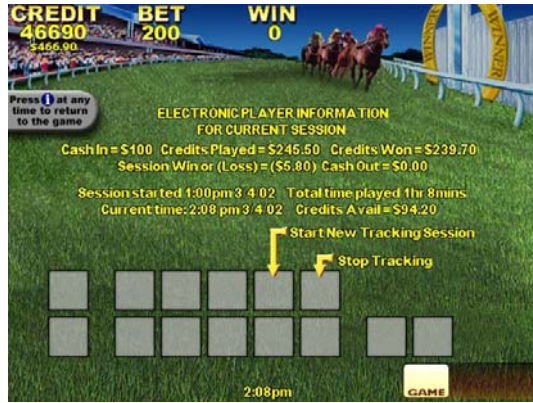 CREDIT BET WIN
46690 200 0
$466.90
WINNER WINNER
Press i at any
time to return
to the game
ELECTRONIC PLAYER INFORMATION
FOR CURRENT SESSION
Cash In = $100 Credits Played = $245.50 Credits Won = $239.70
Session Win or (Loss) = ($5.80) Cash Out = $0.00
Session started 1:00pm 3/4/02 Total time played 1hr 8mins
Current time: 2:08 pm 3/4/02 Credits Avail = $94.20
Start New Tracking Session
Stop Tracking
2:08pm
GAME